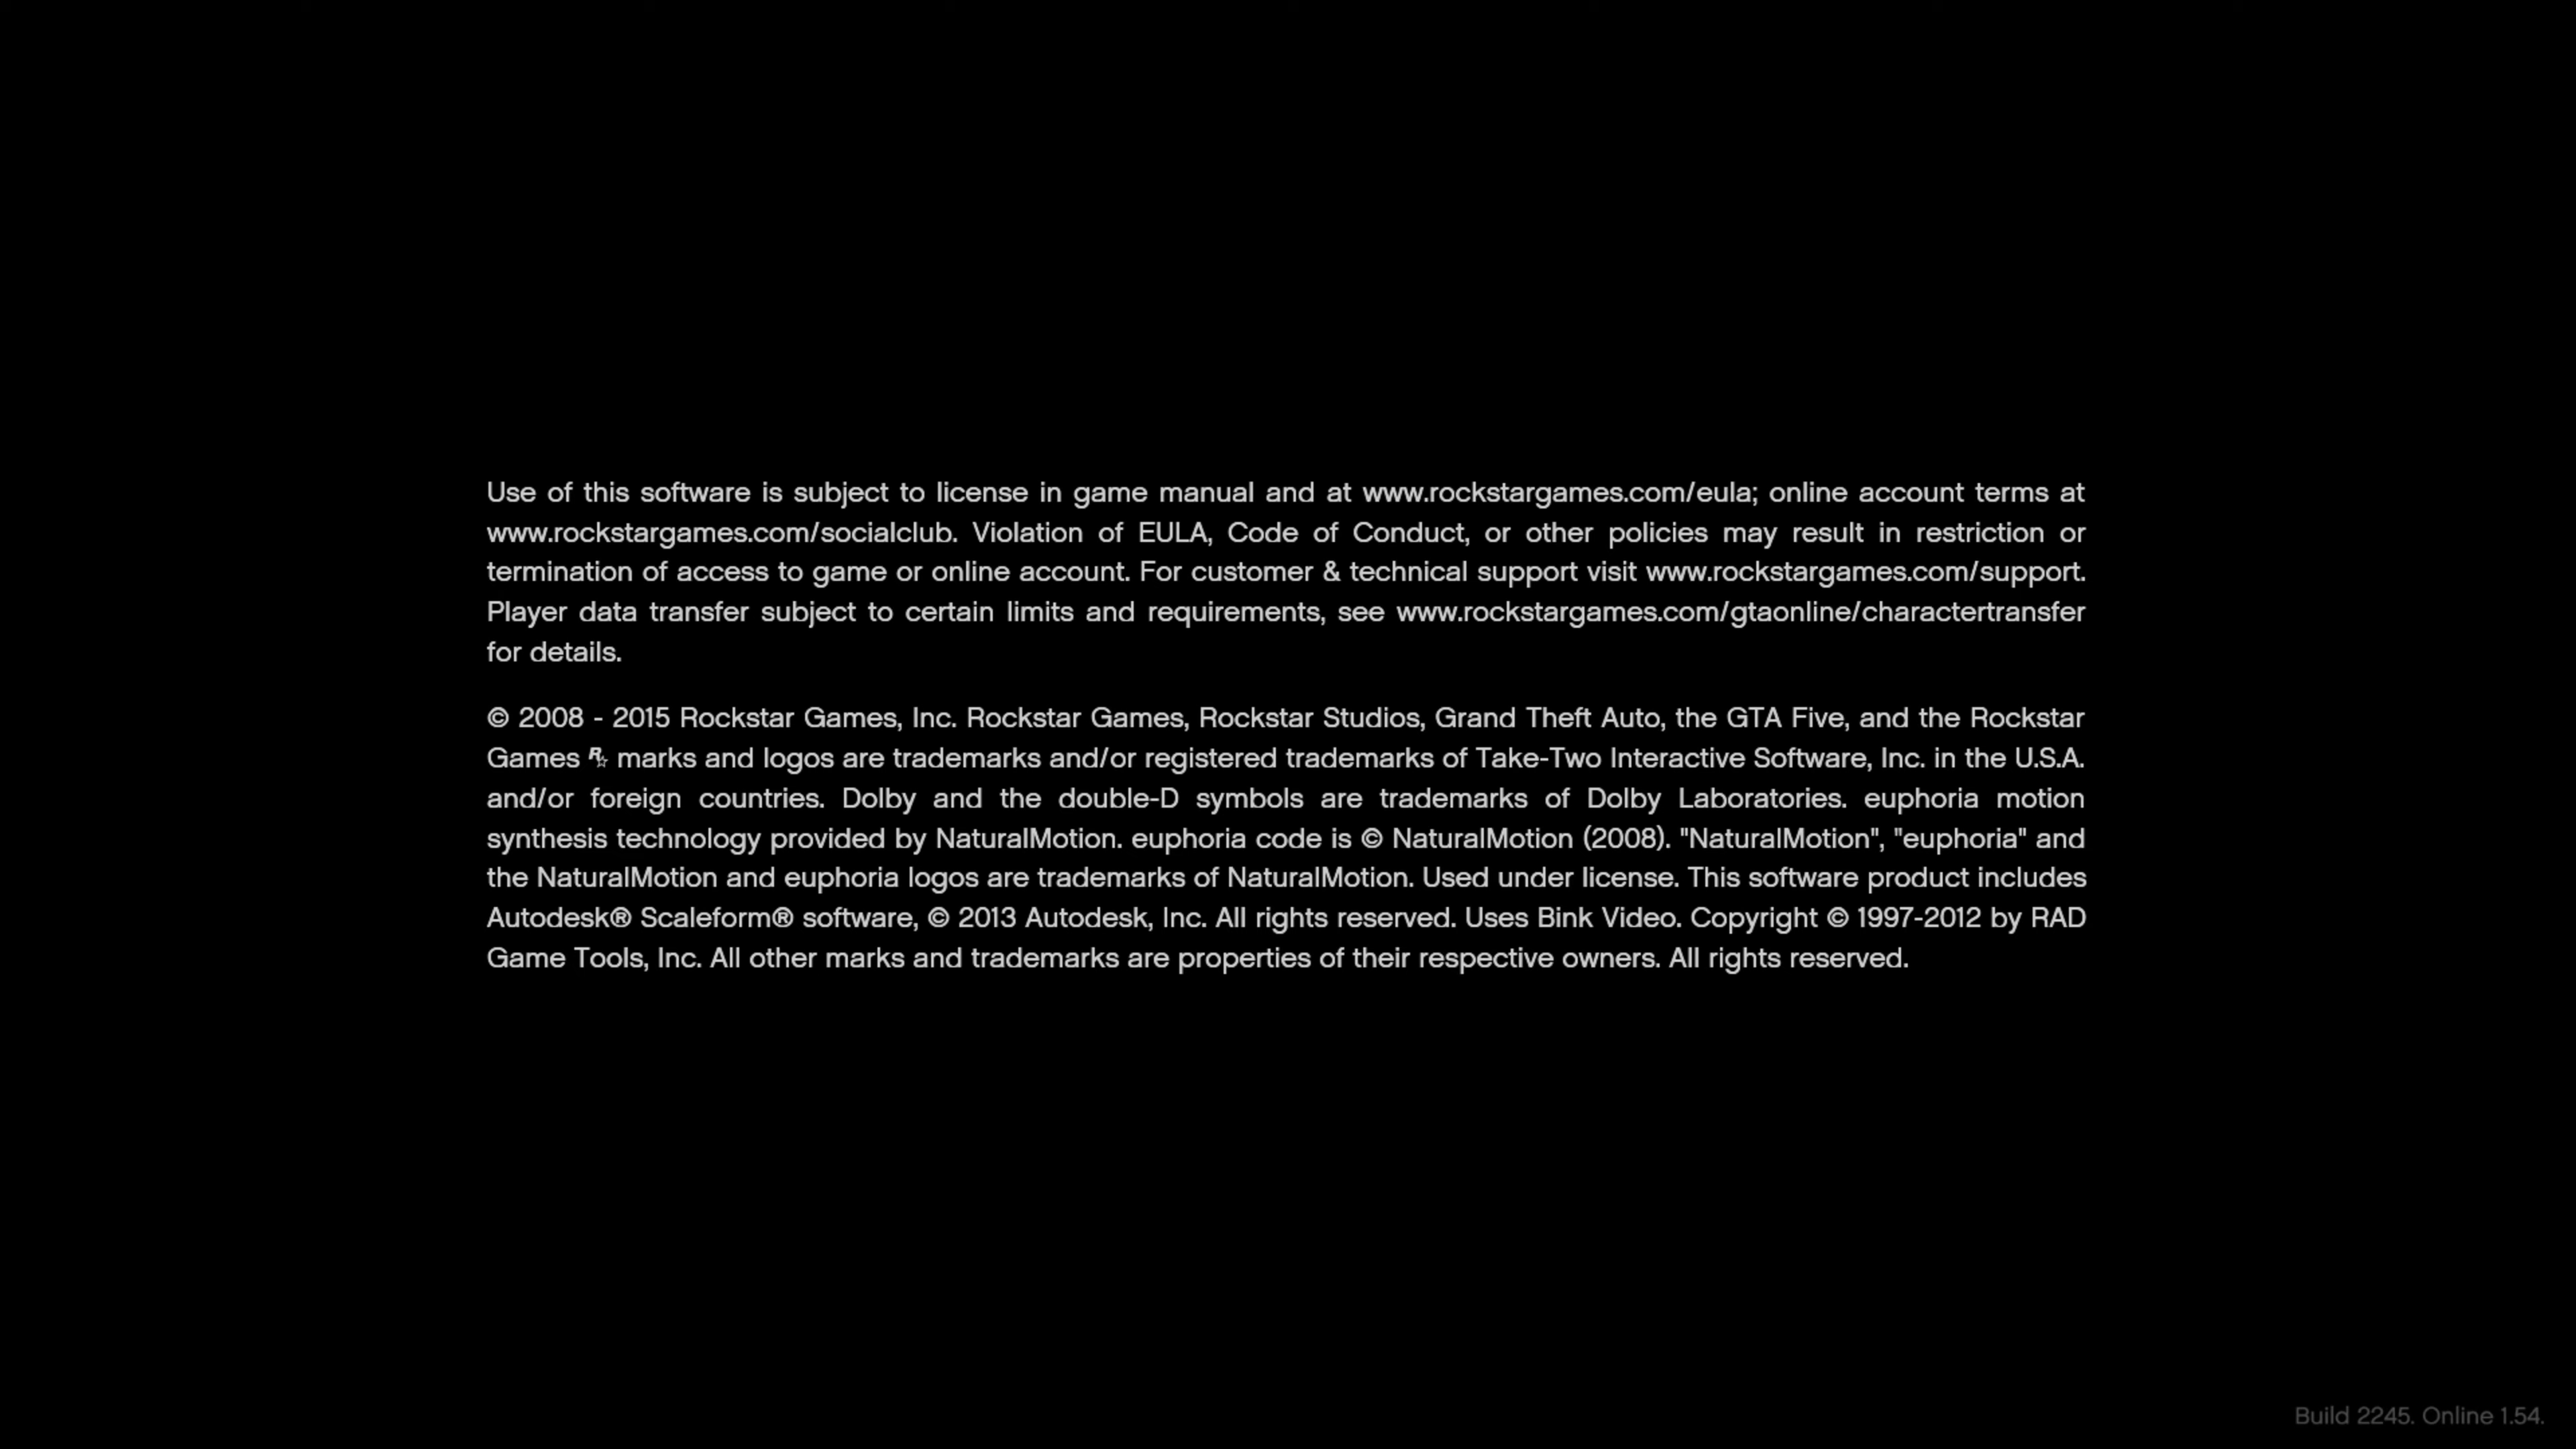 Use of this software is subject to license in game manual and at www.rockstargames.com/eula; online account terms at
www.rockstargames.com/socialclub. Violation of EULA, Code of Conduct, or other policies may result in restriction or
termination of access to game or online account. For customer & technical support visit www.rockstargames.com/support.
Player data transfer subject to certain limits and requirements, see www.rockstargames.com/gtaonline/charactertransfer
for details.
© 2008 - 2015 Rockstar Games, Inc. Rockstar Games, Rockstar Studios, Grand Theft Auto, the GTA Five, and the Rockstar
Games R☆ marks and logos are trademarks and/or registered trademarks of Take-Two Interactive Software, Inc. in the U.S.A.
and/or foreign countries. Dolby and the double-D symbols are trademarks of Dolby Laboratories. euphoria motion
synthesis technology provided by NaturalMotion. euphoria code is © NaturalMotion (2008). "NaturalMotion", "euphoria" and
the NaturalMotion and euphoria logos are trademarks of NaturalMotion. Used under license. This software product includes
Autodesk® Scaleform® software, © 2013 Autodesk, Inc. All rights reserved. Uses Bink Video. Copyright © 1997-2012 by RAD
Game Tools, Inc. All other marks and trademarks are properties of their respective owners. All rights reserved.
Build 2245. Online 1.54.